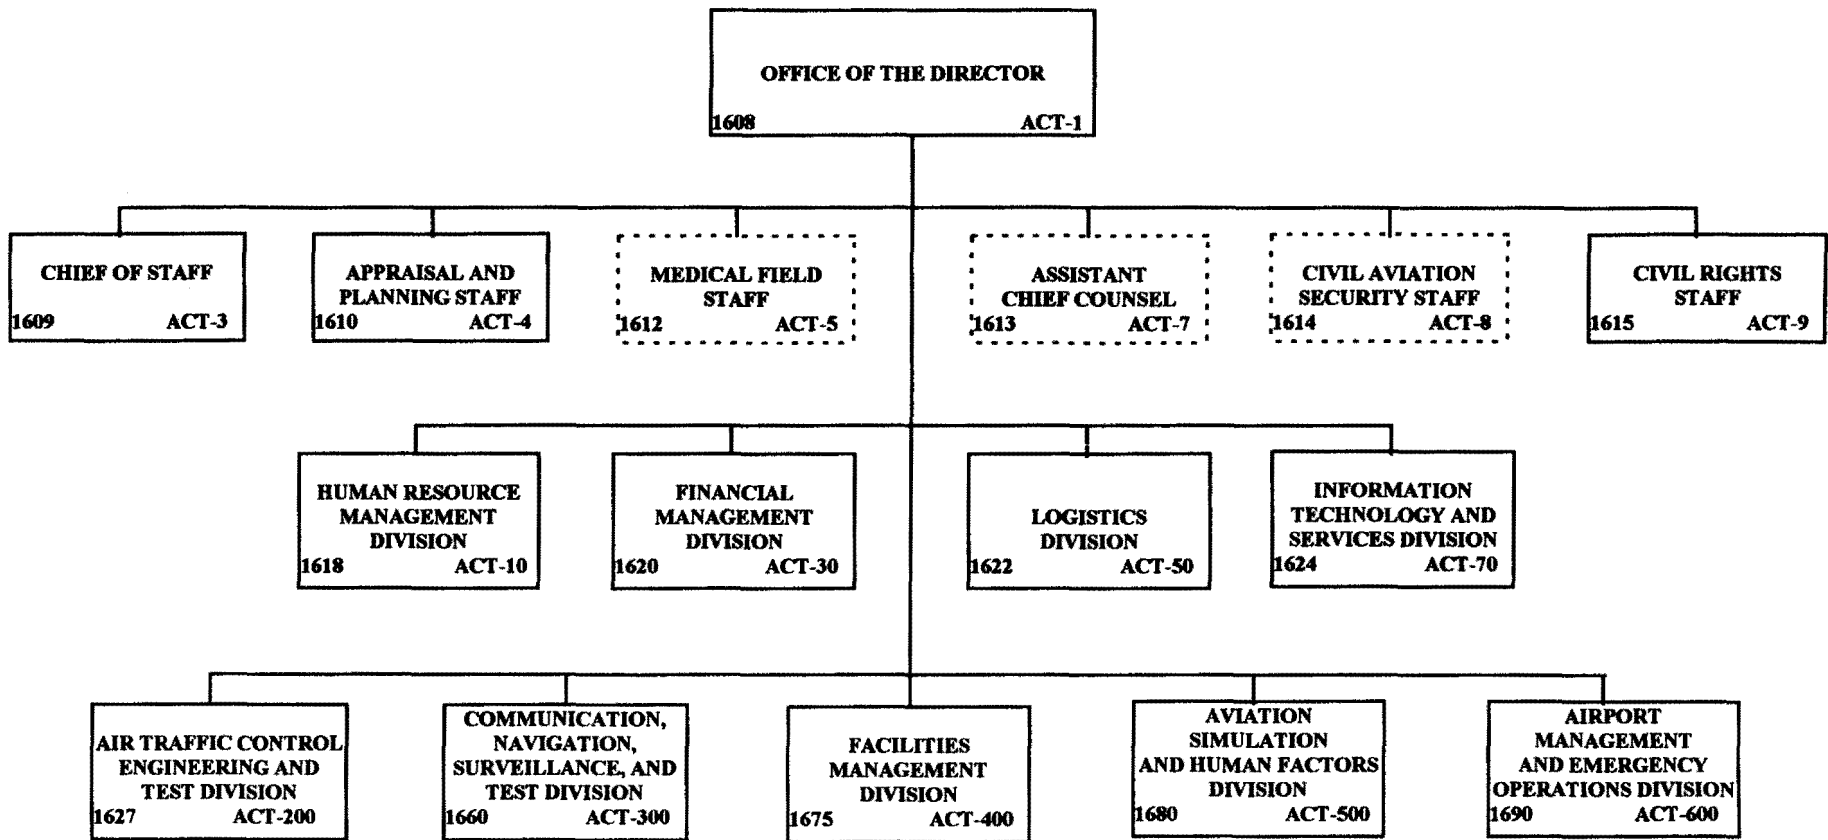 OFFICE OF THE DIRECTOR
1608 ACT-1
CHIEF OF STAFF
1609 ACT-3
APPRAISAL AND
PLANNING STAFF
1610 ACT-4
MEDICAL FIELD
STAFF
1612 ACT-5
ASSISTANT
CHIEF COUNSEL
1613 ACT-7
CIVIL AVIATION
SECURITY STAFF
1614 ACT-8
CIVIL RIGHTS
STAFF
1615 ACT-9
HUMAN RESOURCE
MANAGEMENT
DIVISION
1618 ACT-10
FINANCIAL
MANAGEMENT
DIVISION
1620 ACT-30
LOGISTICS
DIVISION
1622 ACT-50
INFORMATION
TECHNOLOGY AND
SERVICES DIVISION
1624 ACT-70
AIR TRAFFIC CONTROL
ENGINEERING AND
TEST DIVISION
1627 ACT-200
COMMUNICATION,
NAVIGATION,
SURVEILLANCE, AND
TEST DIVISION
1660 ACT-300
FACILITIES
MANAGEMENT
DIVISION
1675 ACT-400
AVIATION
SIMULATION
AND HUMAN FACTORS
DIVISION
1680 ACT-500
AIRPORT
MANAGEMENT
AND EMERGENCY
OPERATIONS DIVISION
1690 ACT-600